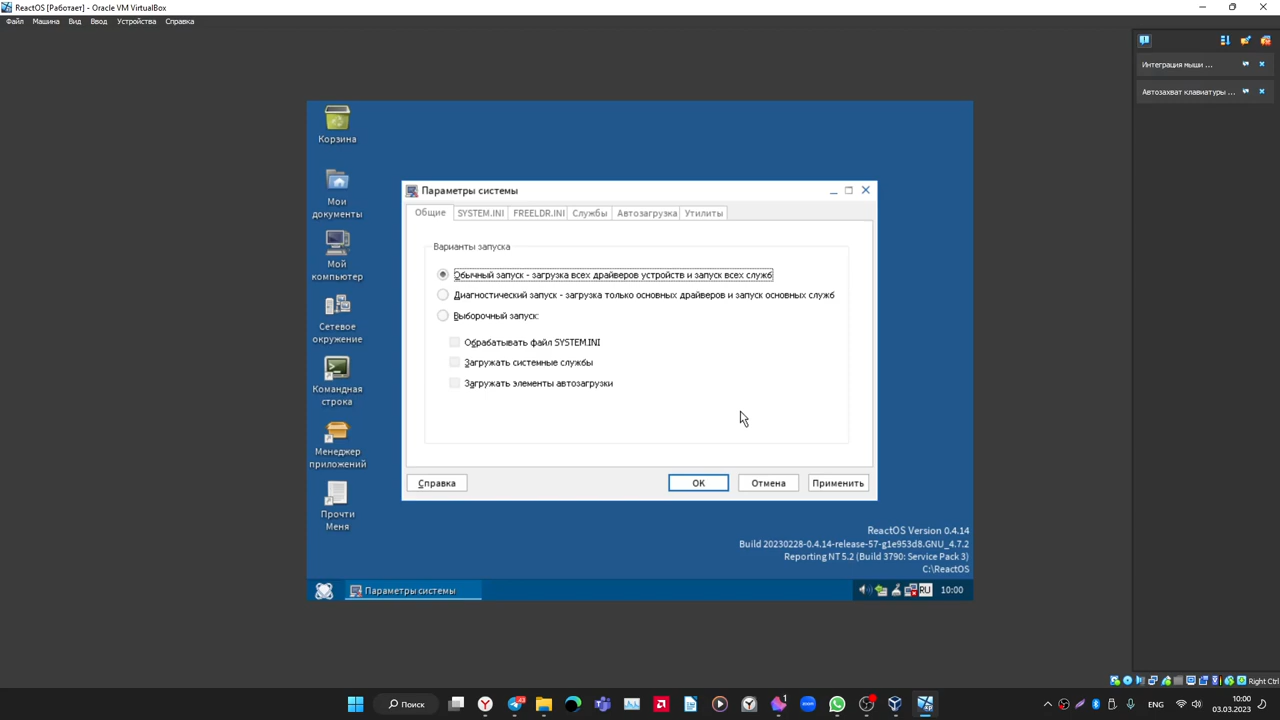 ReactOS [Работает] - Oracle VM VirtualBox
Файл Машина Вид Ввод Устройства Справка
Интеграция мыши ...
Автозахват клавиатуры ...
Корзина
Мои
документы
Мой
компьютер
Сетевое
окружение
Командная
строка
Менеджер
приложений
Прочти
Меня
Параметры системы
Общие SYSTEM.INI FREELDR.INI Службы Автозагрузка Утилиты
Варианты запуска
Обычный запуск - загрузка всех драйверов устройств и запуск всех служб
Диагностический запуск - загрузка только основных драйверов и запуск основных служб
Выборочный запуск:
Обрабатывать файл SYSTEM.INI
Загружать системные службы
Загружать элементы автозагрузки
Справка OK Отмена Применить
ReactOS Version 0.4.14
Build 20230228-0.4.14-release-57-g1e953d8.GNU_4.7.2
Reporting NT 5.2 (Build 3790: Service Pack 3)
C:\ReactOS
Параметры системы RU 10:00
Right Ctrl
Поиск ENG 10:00
03.03.2023